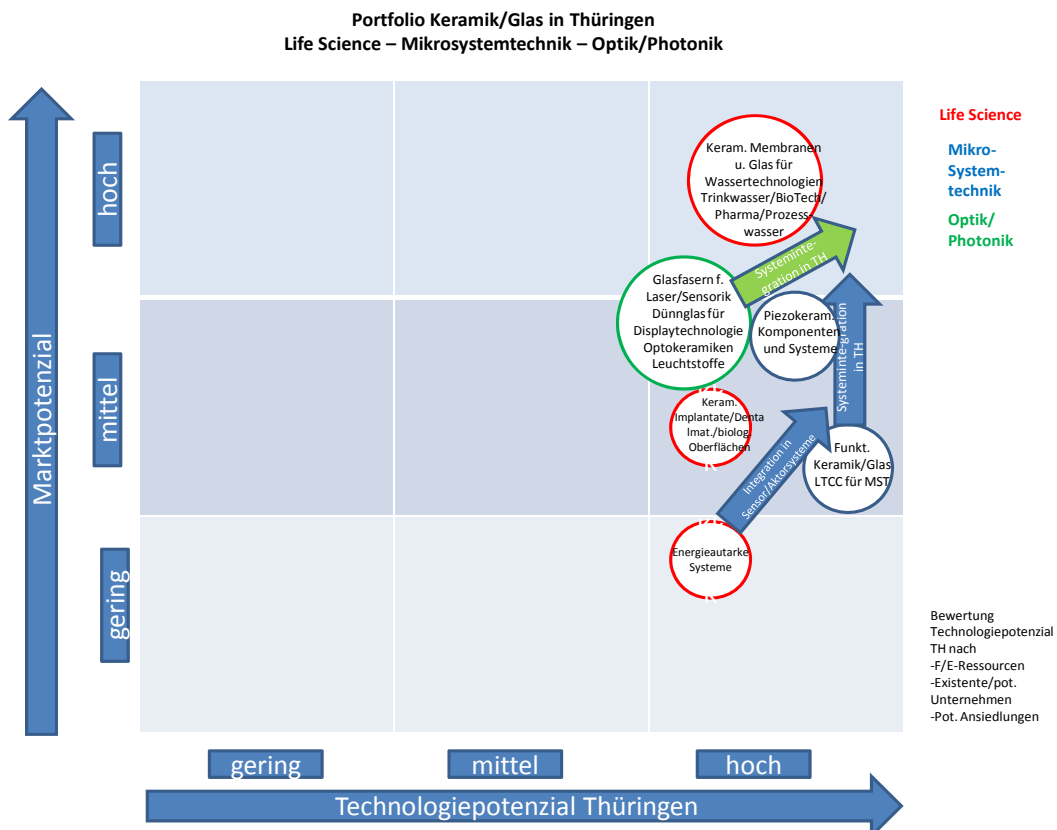 Portfolio Keramik/Glas in Thüringen
Life Science – Mikrosystemtechnik – Optik/Photonik
Marktpotenzial
hoch
mittel
gering
Keram. Membranen
u. Glas für
Wassertechnologien
Trinkwasser/BioTech/
Pharma/Prozess
wasser
Systeminte-
gration in TH
Glasfasern f.
Laser/Sensorik
Dünnglas für
Displaytechnologie
Optokeramiken
Leuchtstoffe
Piezokeram.
Komponenten
und Systeme
Systeminte-gration
in TH
Keram.
Implantate/Denta
lmat./biolog.
Oberflächen
Integration in
Sensor/Aktorsysteme
Funkt.
Keramik/Glas
LTCC für MST
Energieautarke
Systeme
Life Science
Mikro-
System-
technik
Optik/
Photonik
Bewertung
Technologiepotenzial
TH nach
-F/E-Ressourcen
-Existente/pot.
Unternehmen
-Pot. Ansiedlungen
gering
mittel
hoch
Technologiepotenzial Thüringen